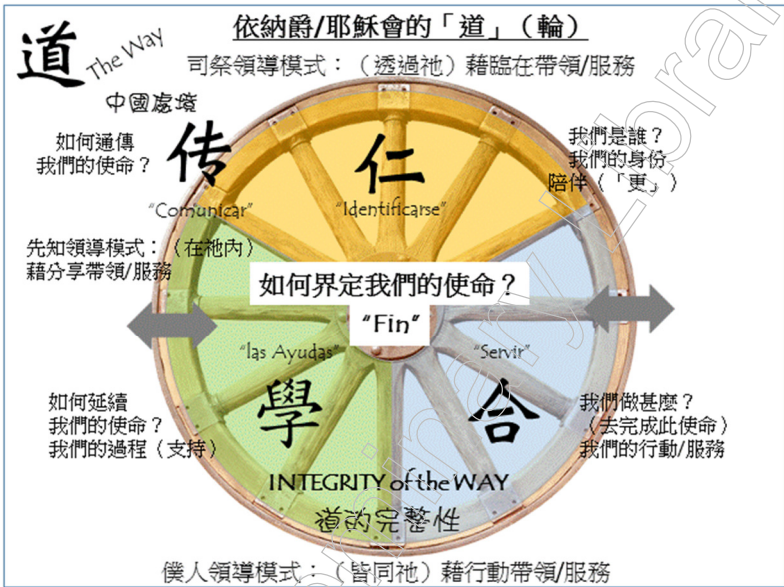 依納爵/耶穌會的「道」（輪）
道 The Way
司祭領導模式：（透過祂）藉臨在帶領/服務
中國處境
如何通傳
我們的使命？
传
仁
我們是誰？
我們的身份
陪伴（「更」）
"Comunicar"
"Identificarse"
先知領導模式：（在祂內）
藉分享帶領/服務
如何界定我們的使命？
"Fin"
"las Ayudas"
"Servir"
學
合
如何延續
我們的使命？
我們的過程（支持）
我們做甚麼？
（去完成此使命）
我們的行動/服務
INTEGRITY of the WAY
道的完整性
僕人領導模式：（皆同祂）藉行動帶領/服務